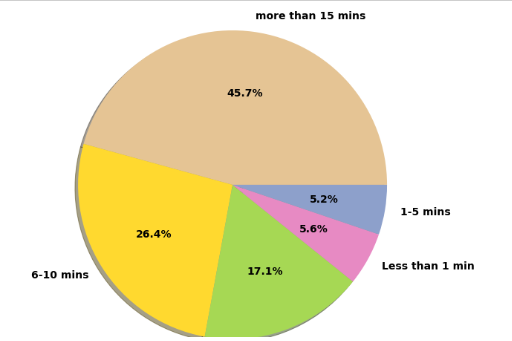 more than 15 mins
45.7%
5.2%
1-5 mins
5.6%
26.4%
Less than 1 min
17.1%
6-10 mins